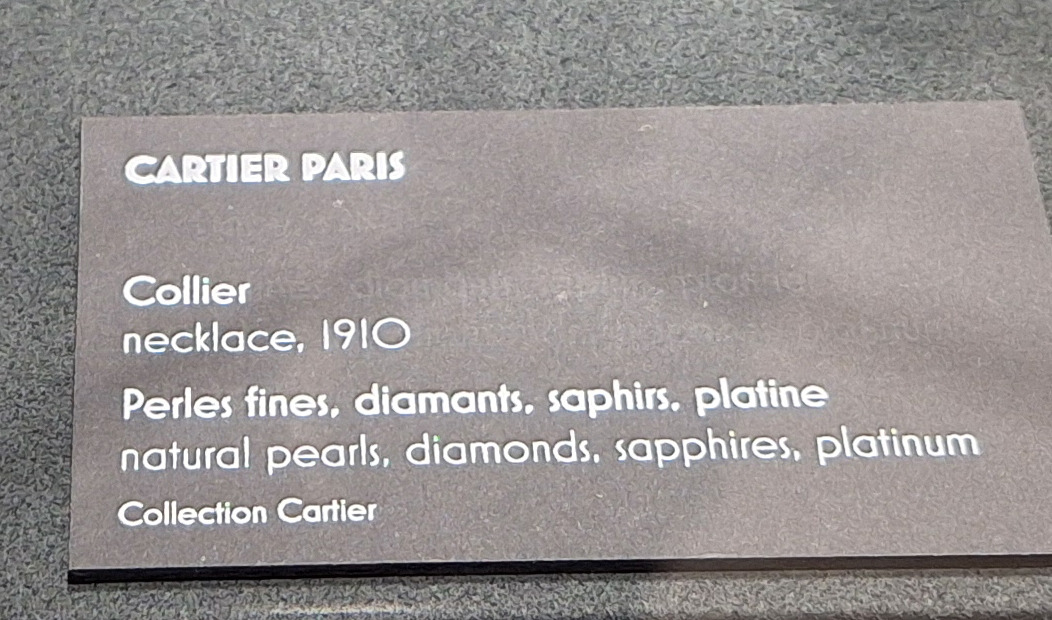 CARTIER PARIS
Collier
necklace, 1910
Perles fines, diamants, saphirs, platine
natural pearls, diamonds, sapphires, platinum
Collection Cartier